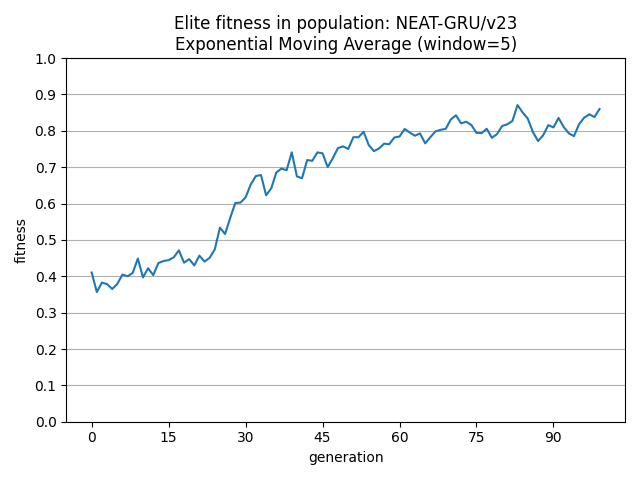 Elite fitness in population: NEAT-GRU/v23
Exponential Moving Average (window=5)
1.0
0.9
0.8
0.7
0.6
0.5
0.4
0.3
0.2
0.1
0.0
fitness
0 15 30 45 60 75 90
generation